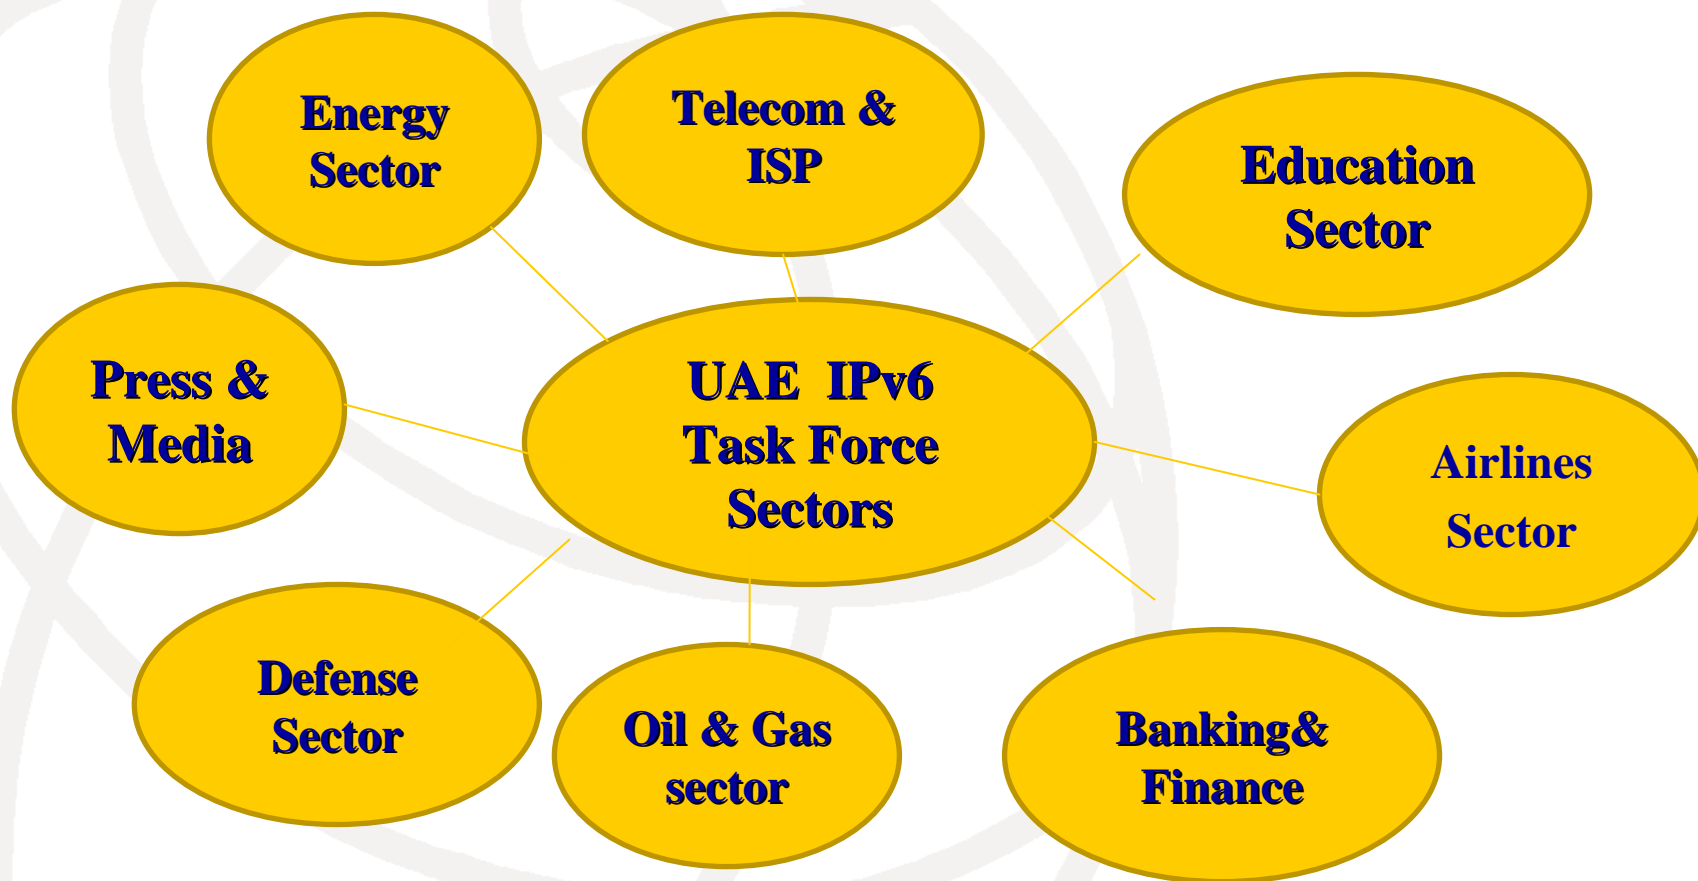 Energy
Sector
Telecom &
ISP
Education
Sector
Press &
Media
UAE  IPv6
Task Force
Sectors
Airlines
Sector
Defense
Sector
Oil & Gas
sector
Banking&
Finance